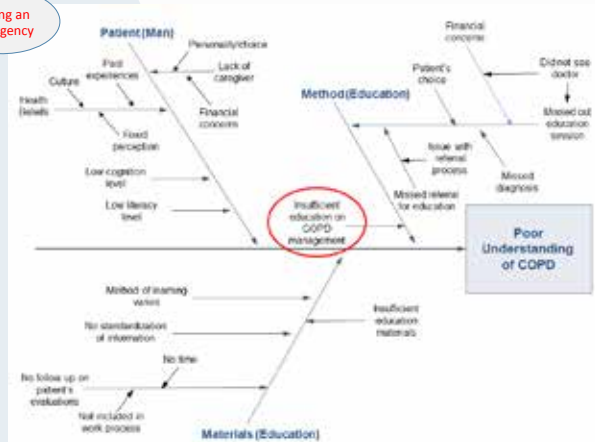 ng an
gency
Patient (Man)
Personality/choice
Lack of
caregiver
Past
experiences
Culture
Financial
concerns
Health
Beliefs
Fixed
perception
Low cognition
level
Low literacy
level
Insufficient
education on
COPD
management
Financial
concerns
Patient's
choice
Did not see
doctor
Method (Education)
Missed out
education
session
Issue with
referral
process
Missed
diagnosis
Missed referral
for education
Poor
Understanding
of COPD
Method of learning
varies
Insufficient
education
materials
No standardization
of information
No time
No follow up on
patient's
evaluations
Not included in
work process
Materials (Education)